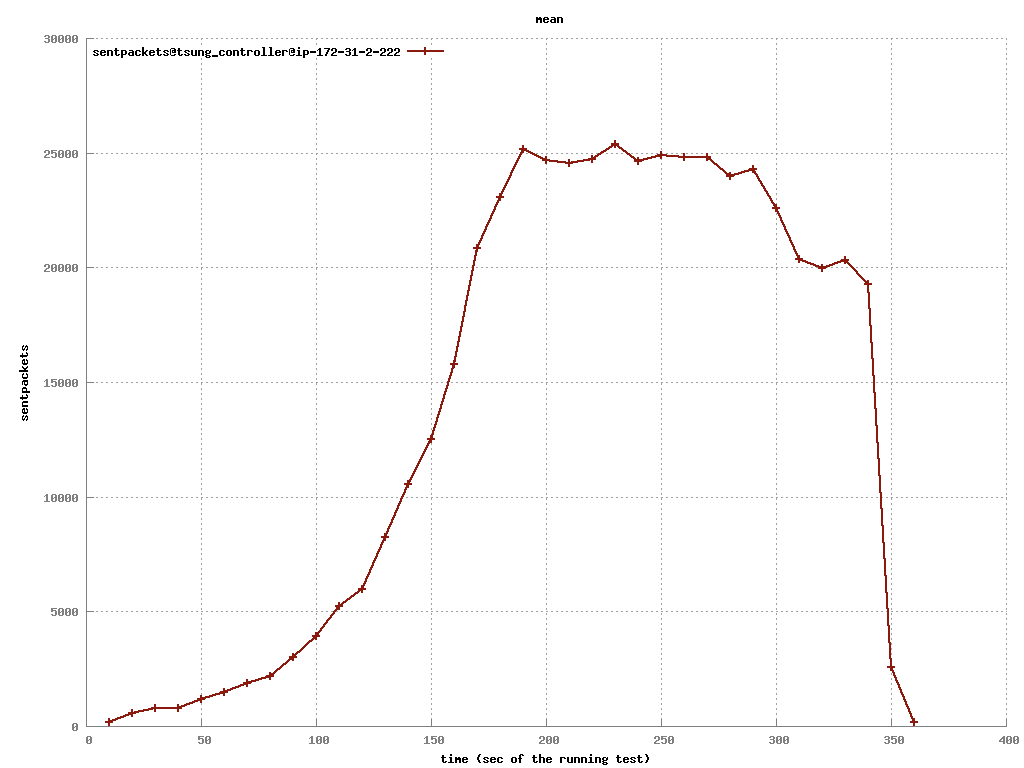 mean
30000
sentpackets@tsung_controller@ip-172-31-2-222
25000
20000
sentpackets
15000
10000
5000
0
0 50 100 150 200 250 300 350 400
time (sec of the running test)